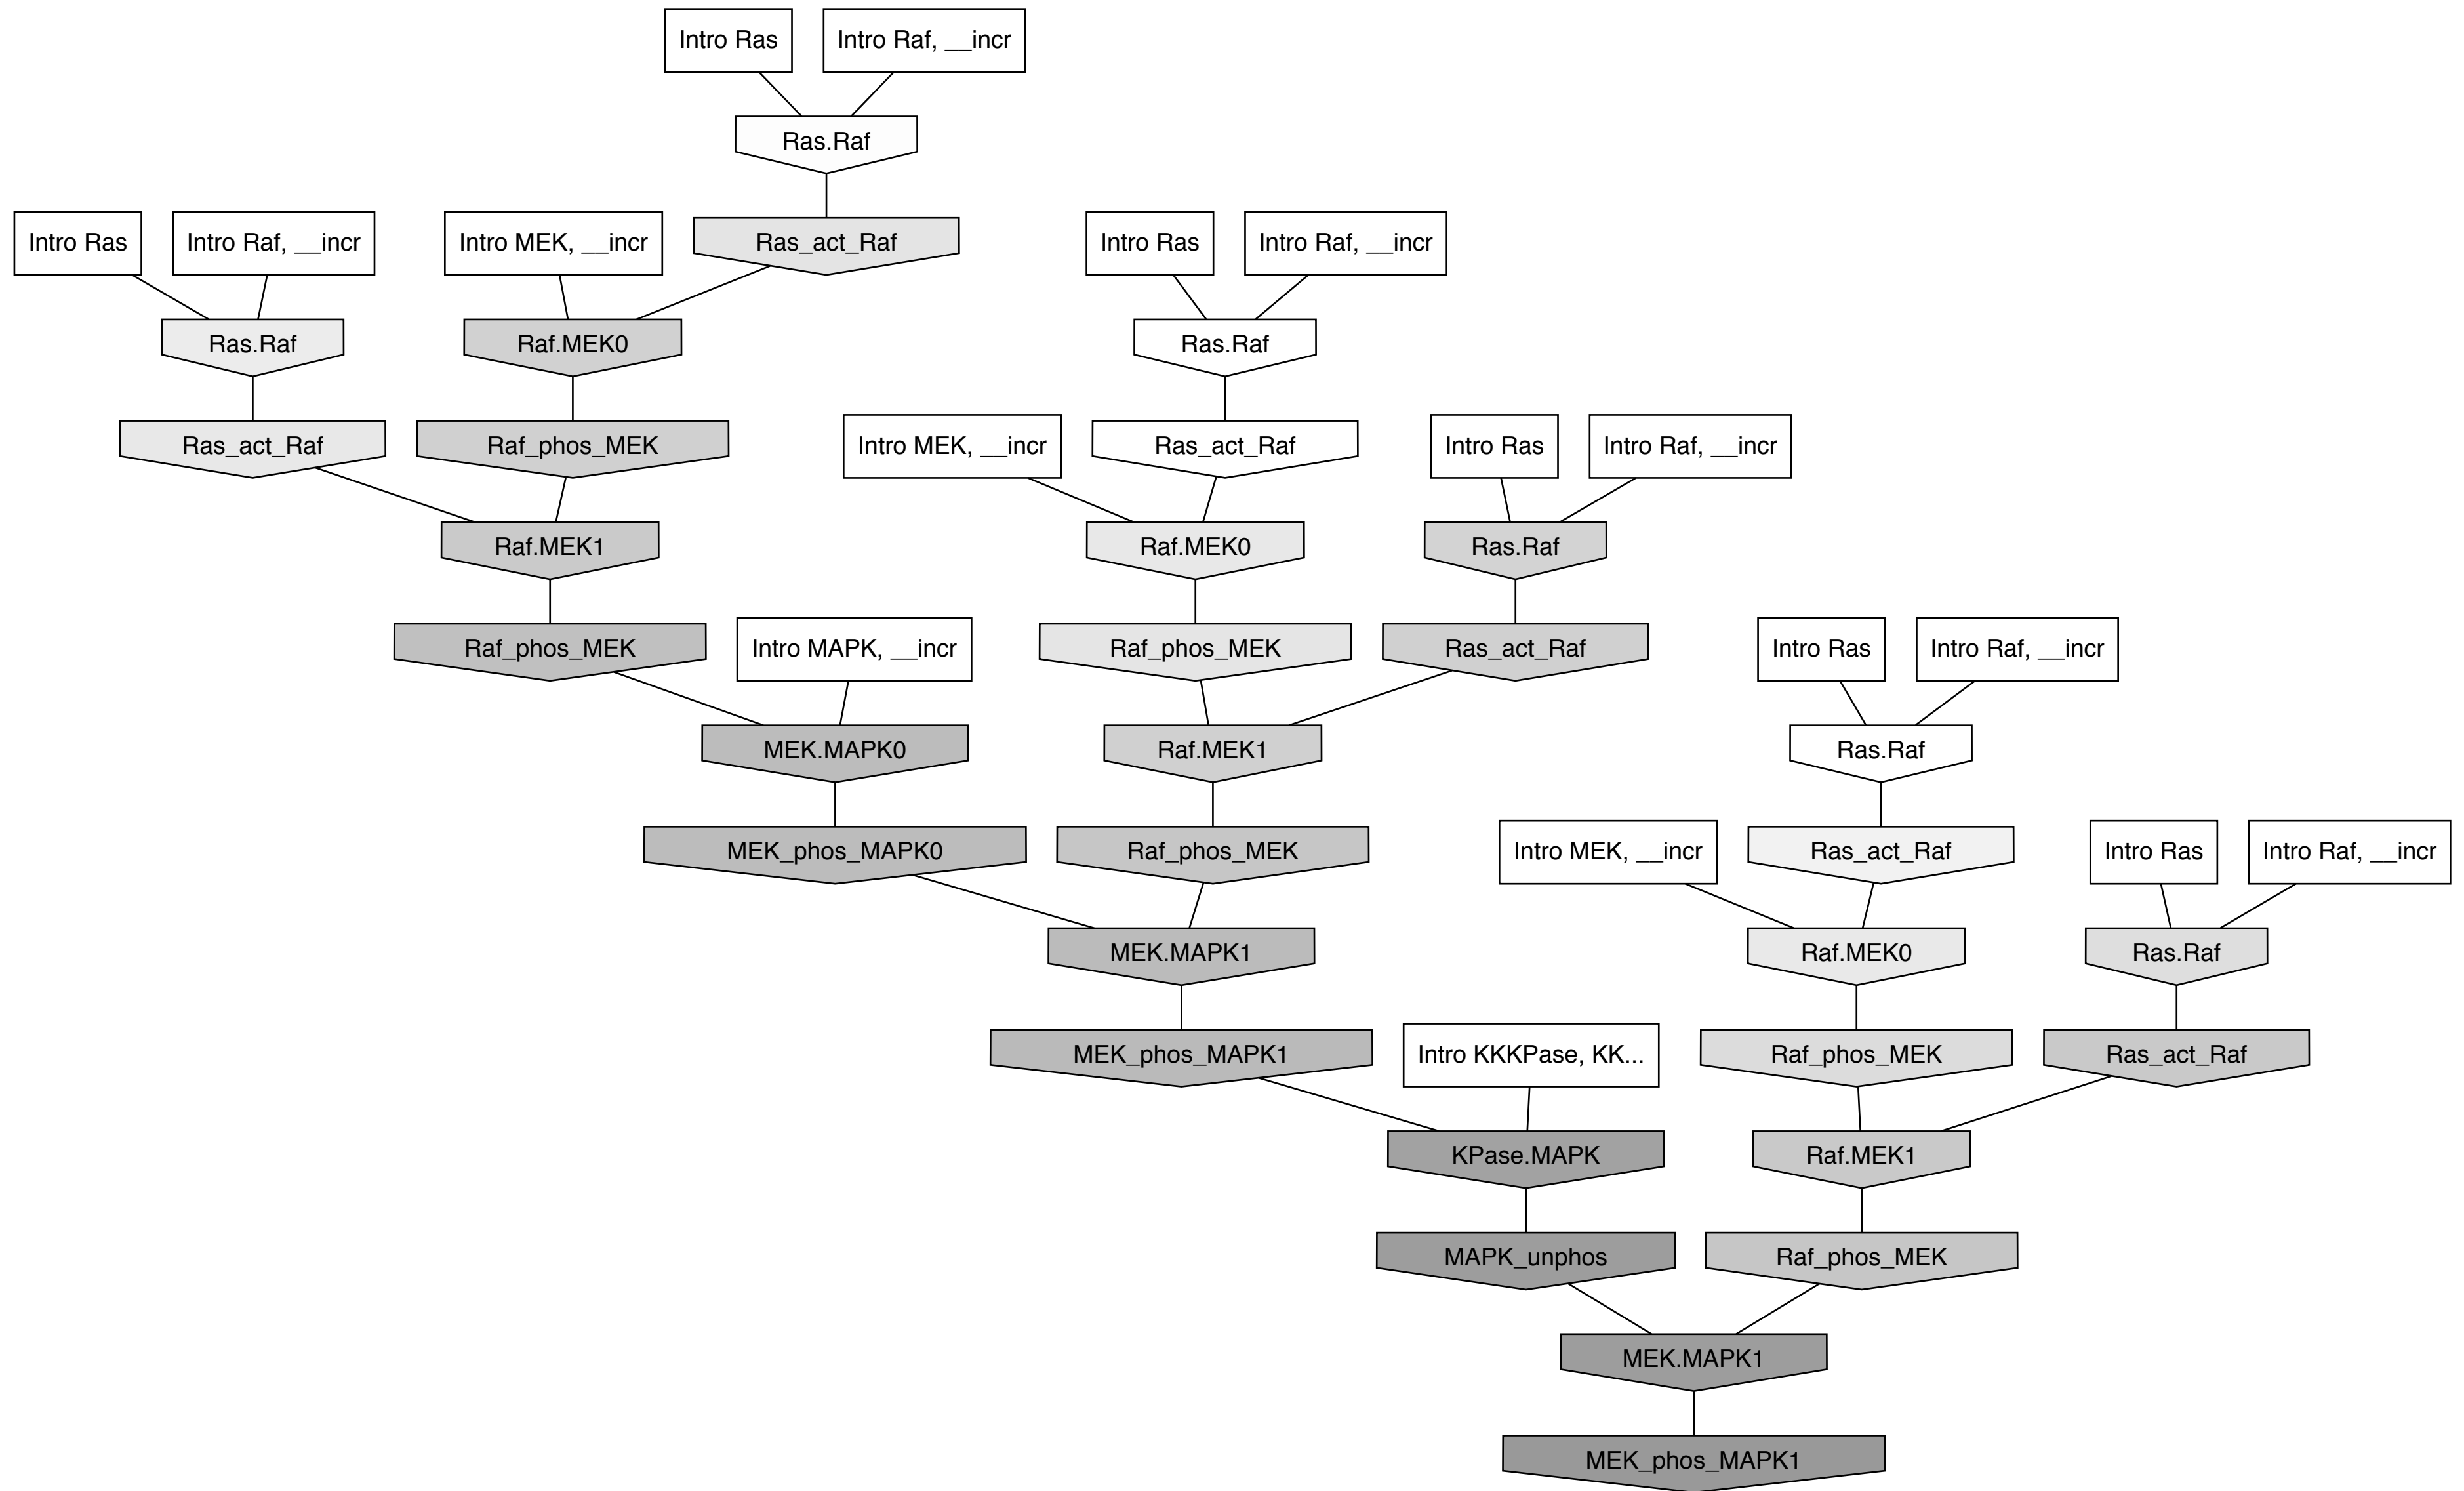 Intro Ras
Intro Raf, __incr
Ras.Raf
Intro Ras
Intro Raf, __incr
Intro MEK, __incr
Ras_act_Raf
Intro Ras
Intro Raf, __incr
Ras.Raf
Raf.MEK0
Ras.Raf
Ras_act_Raf
Raf_phos_MEK
Intro MEK, __incr
Ras_act_Raf
Intro Ras
Intro Raf, __incr
Raf.MEK1
Raf.MEK0
Ras.Raf
Raf_phos_MEK
Intro MAPK, __incr
Raf_phos_MEK
Ras_act_Raf
Intro Ras
Intro Raf, __incr
MEK.MAPK0
Raf.MEK1
Ras.Raf
MEK_phos_MAPK0
Raf_phos_MEK
Intro MEK, __incr
Ras_act_Raf
Intro Ras
Intro Raf, __incr
MEK.MAPK1
Raf.MEK0
Ras.Raf
MEK_phos_MAPK1
Intro KKKPase, KK...
Raf_phos_MEK
Ras_act_Raf
KPase.MAPK
Raf.MEK1
MAPK_unphos
Raf_phos_MEK
MEK.MAPK1
MEK_phos_MAPK1